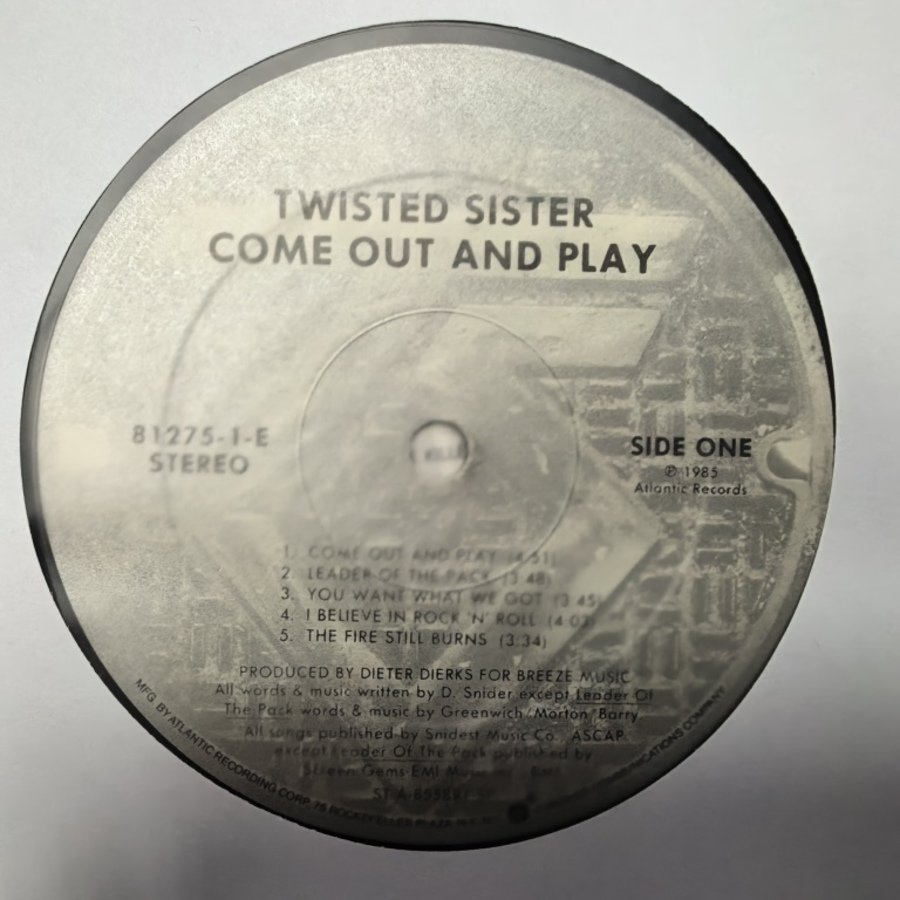 TWISTED SISTER
COME OUT AND PLAY
81275-1-E
STEREO
SIDE ONE
℗ 1985
Atlantic Records
1. COME OUT AND PLAY (4:51)
2. LEADER OF THE PACK (3:48)
3. YOU WANT WHAT WE GOT (3:45)
4. I BELIEVE IN ROCK 'N' ROLL (4:03)
5. THE FIRE STILL BURNS (3:34)
PRODUCED BY DIETER DIERKS FOR BREEZE MUSIC
All words & music written by D. Snider except Leader Of
The Pack words & music by Greenwich/Morton/Barry
All songs published by Snidest Music Co. ASCAP
except Leader Of The Pack published by
Screen Gems-EMI
MFG. BY ATLANTIC RECORDING CORP. 75 ROCKEFELLER PLAZA
COMMUNICATIONS COMPANY